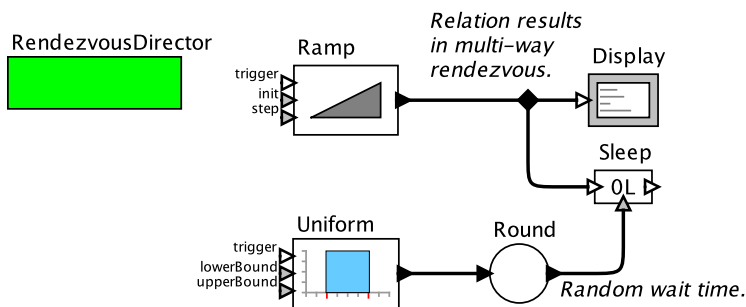 RendezvousDirector
Ramp
trigger
init
step
Relation results
in multi-way
rendezvous.
Display
Sleep
0L
Uniform
trigger
lowerBound
upperBound
Round
Random wait time.